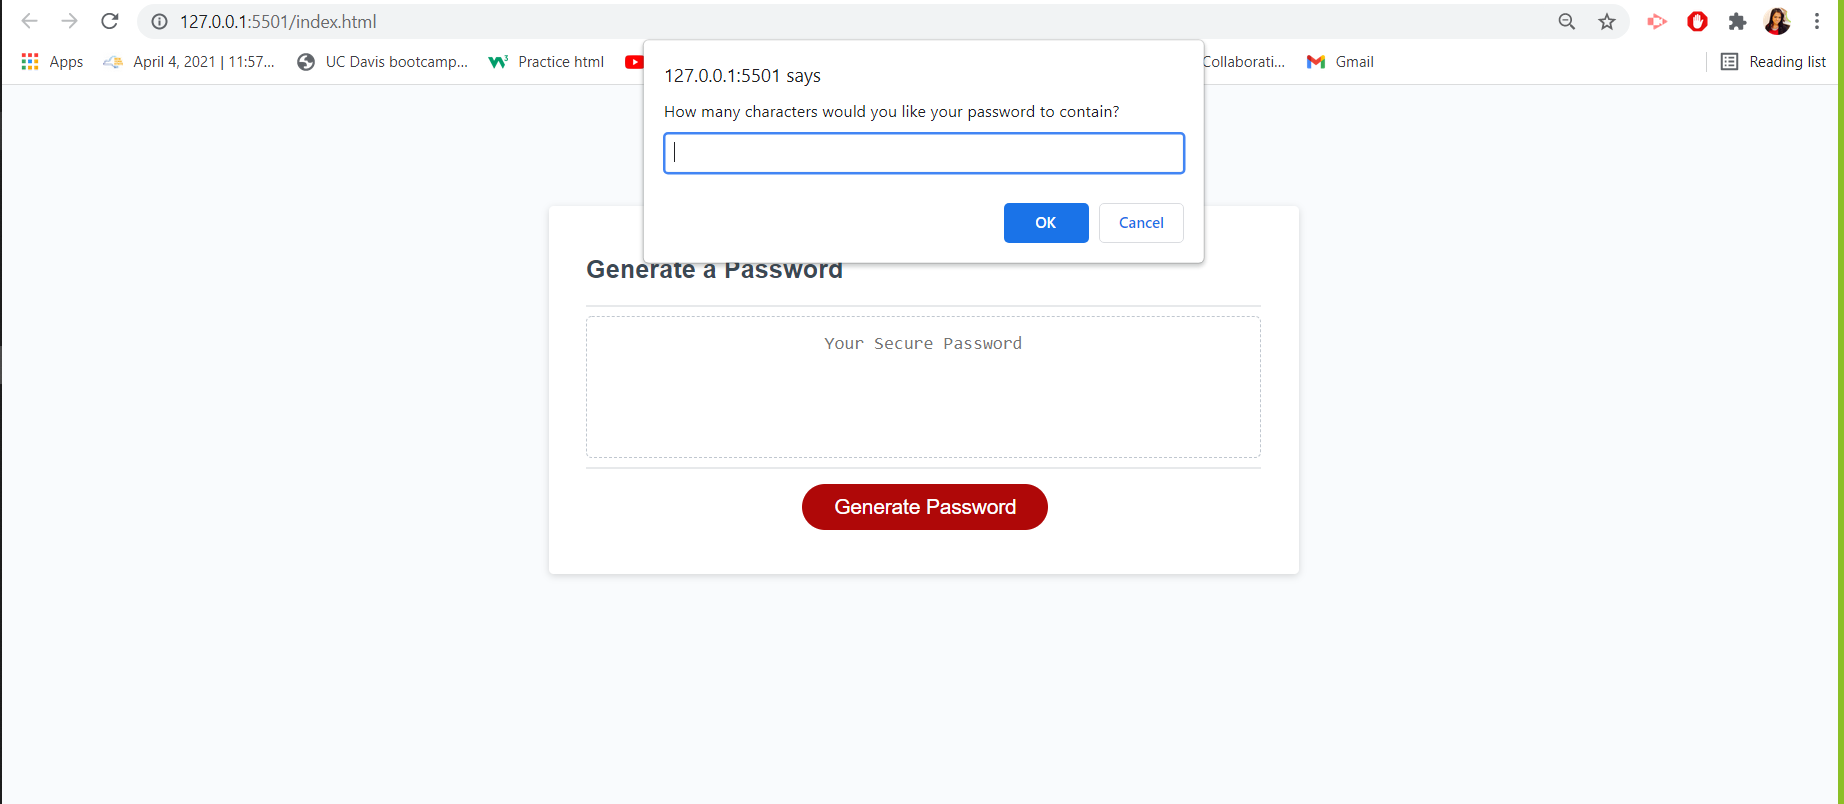 127.0.0.1:5501/index.html
Apps April 4, 2021 | 11:57... UC Davis bootcamp... Practice html Collaborati... Gmail Reading list
127.0.0.1:5501 says
How many characters would you like your password to contain?
OK Cancel
Generate a Password
Your Secure Password
Generate Password